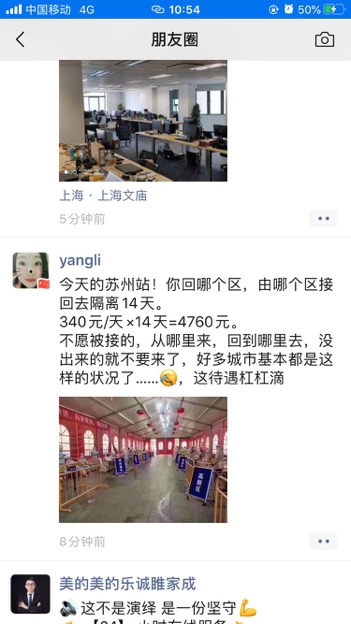 中国移动 4G 10:54 50%
朋友圈
上海 · 上海文庙
5分钟前
yangli
今天的苏州站！你回哪个区，由哪个区接
回去隔离14天。
340元/天×14天=4760元。
不愿被接的，从哪里来，回到哪里去，没
出来的就不要来了，好多城市基本都是这
样的状况了……，这待遇杠杠滴
高新区
8分钟前
美的美的乐诚睢家成
这不是演绎 是一份坚守